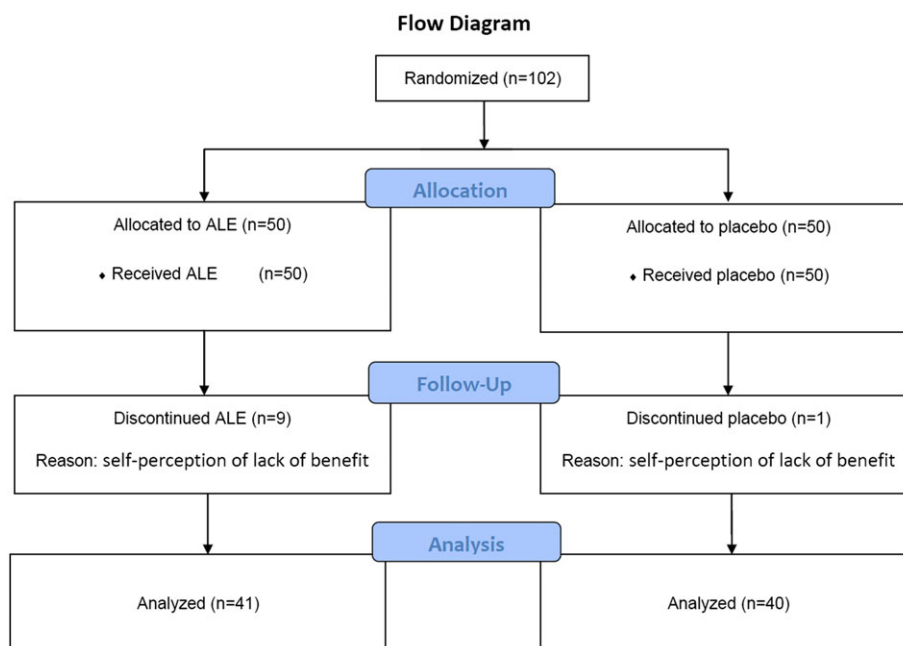 Flow Diagram
Randomized (n=102)
Allocation
Allocated to ALE (n=50)
♦ Received ALE (n=50)
Allocated to placebo (n=50)
♦ Received placebo (n=50)
Follow-Up
Discontinued ALE (n=9)
Reason: self-perception of lack of benefit
Discontinued placebo (n=1)
Reason: self-perception of lack of benefit
Analysis
Analyzed (n=41)
Analyzed (n=40)